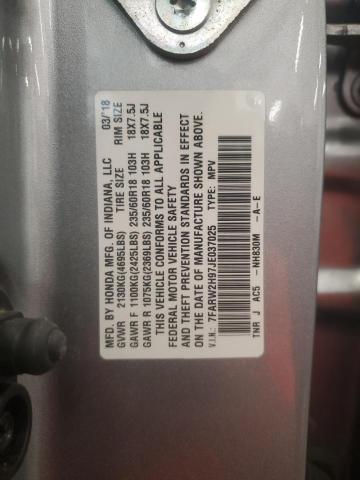 MFD. BY HONDA MFG. OF INDIANA, LLC 03/'18
GVWR 2130KG(4695LBS) TIRE SIZE RIM SIZE
GAWR F 1100KG(2425LBS) 235/60R18 103H 18X7.5J
GAWR R 1075KG(2369LBS) 235/60R18 103H 18X7.5J
THIS VEHICLE CONFORMS TO ALL APPLICABLE
FEDERAL MOTOR VEHICLE SAFETY
AND THEFT PREVENTION STANDARDS IN EFFECT
ON THE DATE OF MANUFACTURE SHOWN ABOVE.
V.I.N.: 7FARW2H97JE037025 TYPE: MPV
TNR J AC5 -NH830M -A-E